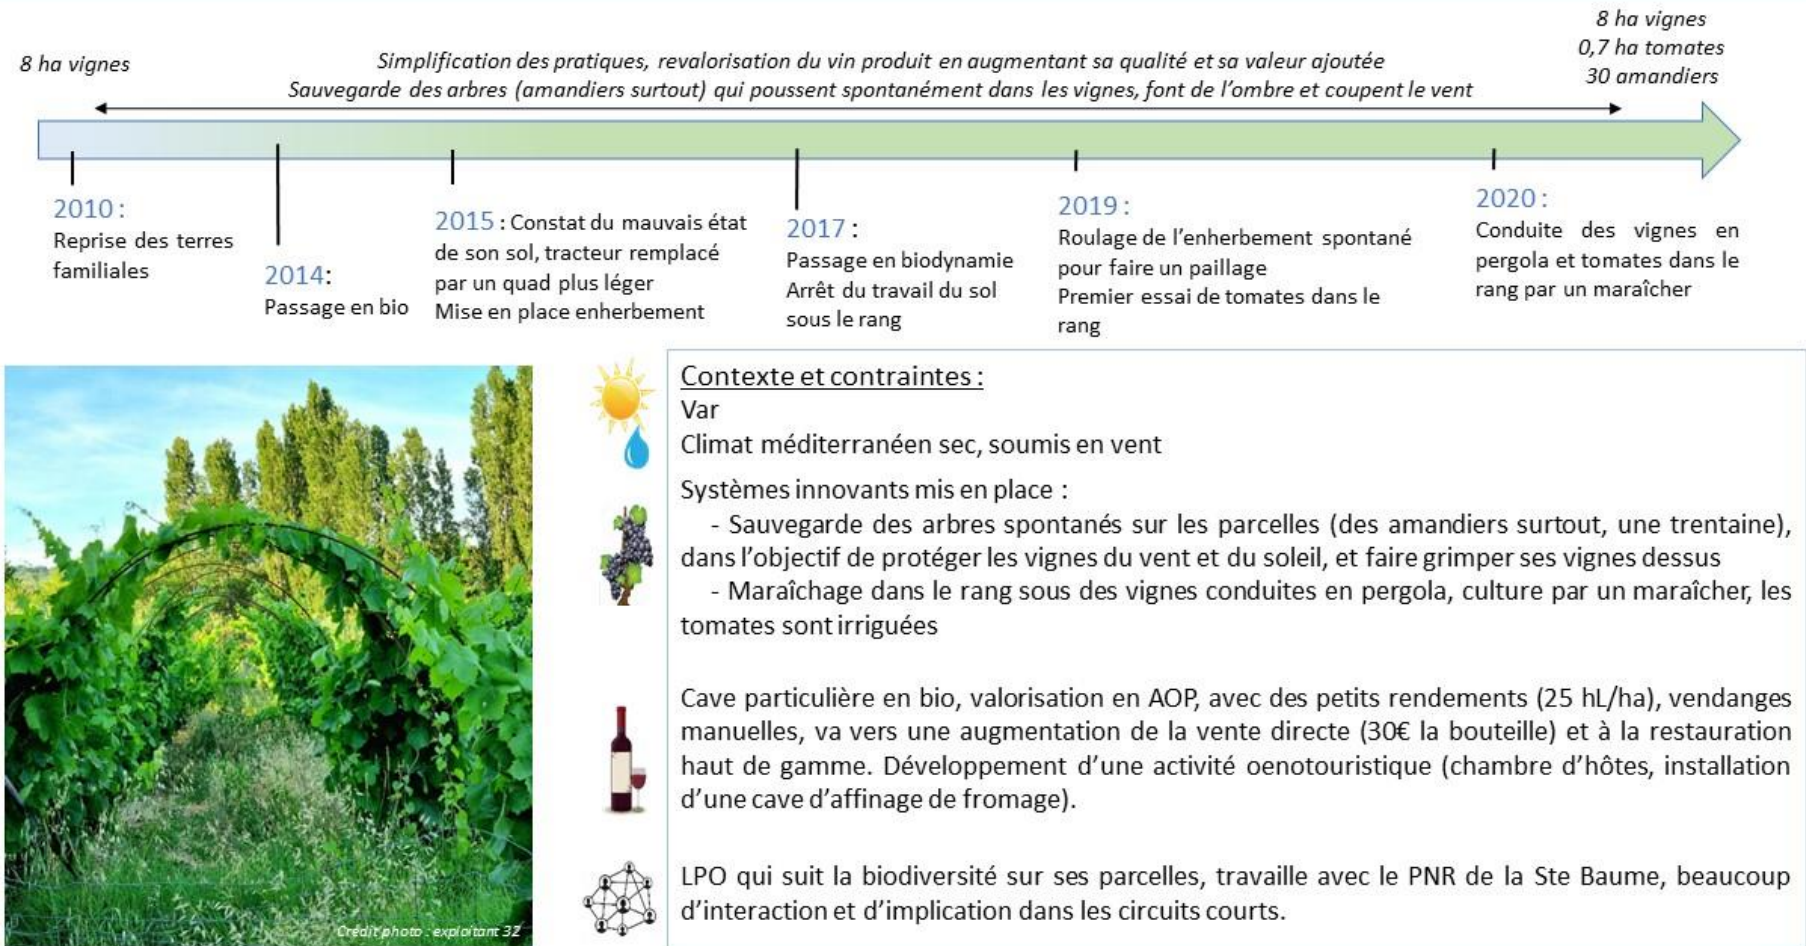 8 ha vignes
Simplification des pratiques, revalorisation du vin produit en augmentant sa qualité et sa valeur ajoutée
Sauvegarde des arbres (amandiers surtout) qui poussent spontanément dans les vignes, font de l'ombre et coupent le vent
8 ha vignes
0,7 ha tomates
30 amandiers
2010 :
Reprise des terres
familiales
2014:
Passage en bio
2015 : Constat du mauvais état
de son sol, tracteur remplacé
par un quad plus léger
Mise en place enherbement
2017 :
Passage en biodynamie
Arrêt du travail du sol
sous le rang
2019 :
Roulage de l'enherbement spontané
pour faire un paillage
Premier essai de tomates dans le
rang
2020 :
Conduite des vignes en
pergola et tomates dans le
rang par un maraîcher
Crédit photo : exploitant 32
Contexte et contraintes :
Var
Climat méditerranéen sec, soumis en vent
Systèmes innovants mis en place :
- Sauvegarde des arbres spontanés sur les parcelles (des amandiers surtout, une trentaine),
dans l'objectif de protéger les vignes du vent et du soleil, et faire grimper ses vignes dessus
- Maraîchage dans le rang sous des vignes conduites en pergola, culture par un maraîcher, les
tomates sont irriguées
Cave particulière en bio, valorisation en AOP, avec des petits rendements (25 hL/ha), vendanges
manuelles, va vers une augmentation de la vente directe (30€ la bouteille) et à la restauration
haut de gamme. Développement d'une activité oenotouristique (chambre d'hôtes, installation
d'une cave d'affinage de fromage).
LPO qui suit la biodiversité sur ses parcelles, travaille avec le PNR de la Ste Baume, beaucoup
d'interaction et d'implication dans les circuits courts.